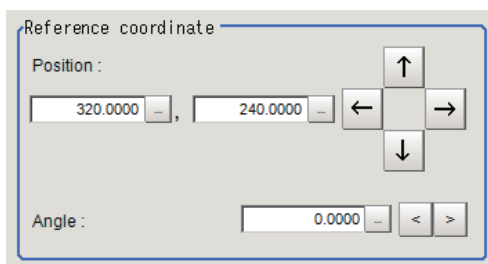 Reference coordinate
Position :
↑
320.0000 ... , 240.0000 ... ← →
↓
Angle : 0.0000 ... < >